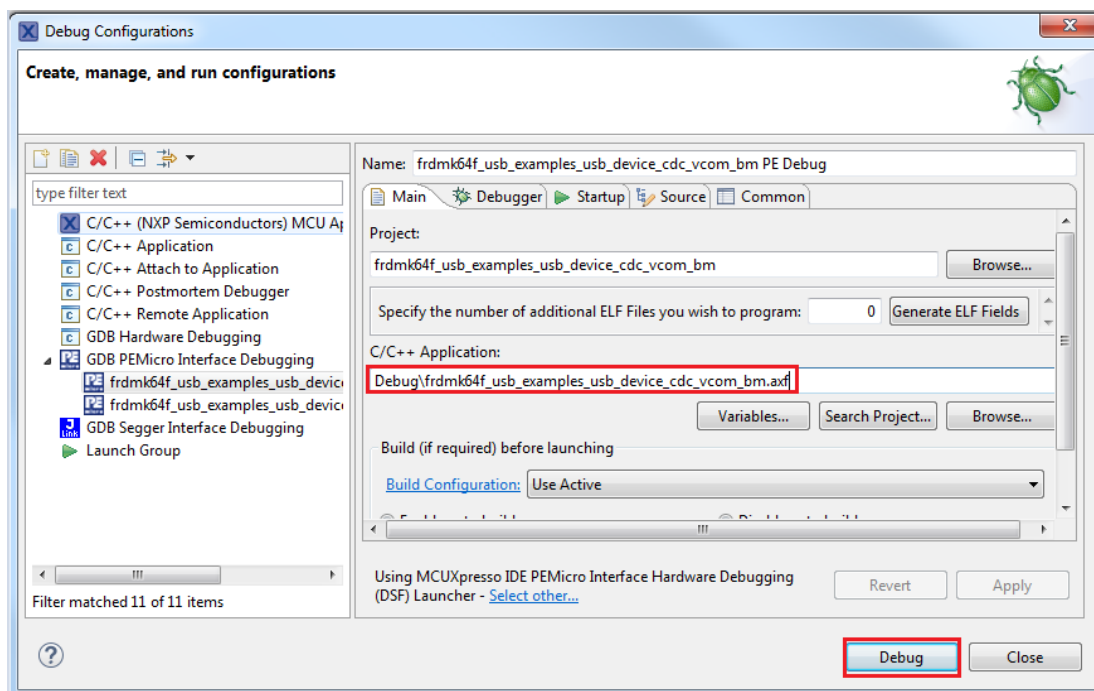 Debug Configurations
Create, manage, and run configurations
type filter text
C/C++ (NXP Semiconductors) MCU Ap
C/C++ Application
C/C++ Attach to Application
C/C++ Postmortem Debugger
C/C++ Remote Application
GDB Hardware Debugging
GDB PEMicro Interface Debugging
frdmk64f_usb_examples_usb_device
frdmk64f_usb_examples_usb_device
GDB Segger Interface Debugging
Launch Group
Filter matched 11 of 11 items
Name: frdmk64f_usb_examples_usb_device_cdc_vcom_bm PE Debug
Main Debugger Startup Source Common
Project:
frdmk64f_usb_examples_usb_device_cdc_vcom_bm Browse...
Specify the number of additional ELF Files you wish to program: 0 Generate ELF Fields
C/C++ Application:
Debug\frdmk64f_usb_examples_usb_device_cdc_vcom_bm.axf
Variables... Search Project... Browse...
Build (if required) before launching
Build Configuration: Use Active
Using MCUXpresso IDE PEMicro Interface Hardware Debugging
(DSF) Launcher - Select other...
Revert Apply
Debug Close